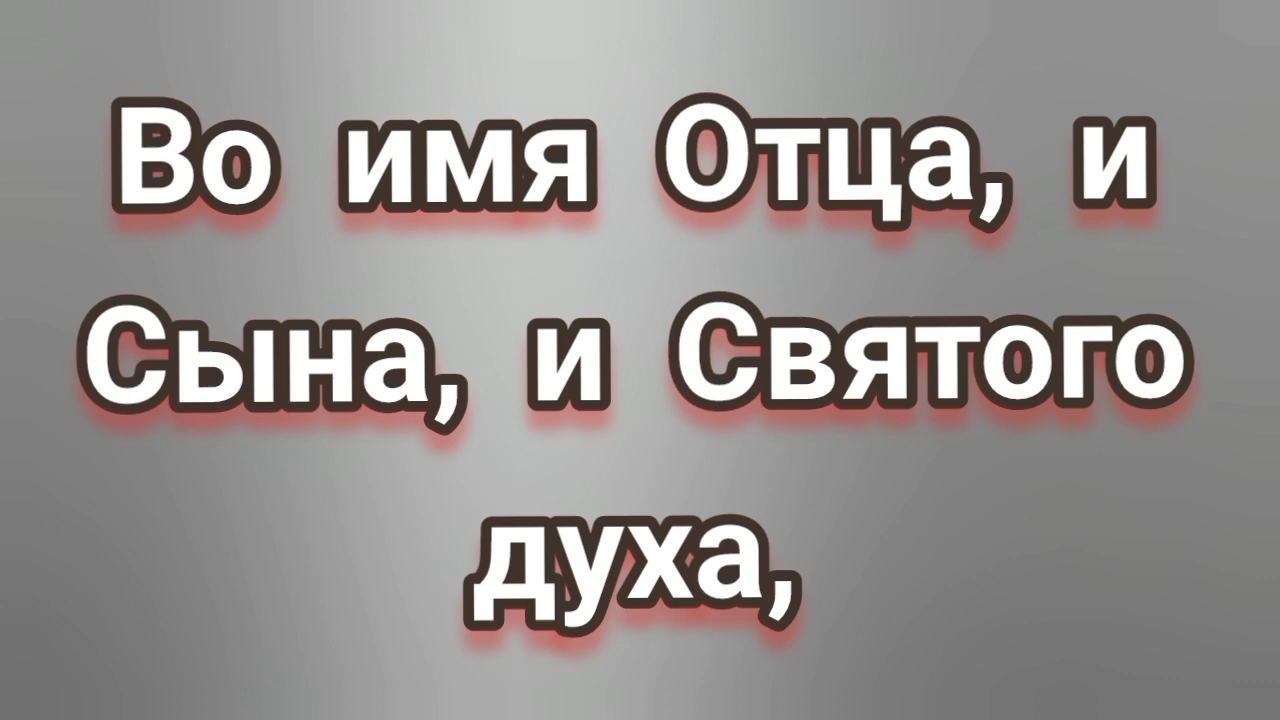 Во имя Отца, и
Сына, и Святого
духа,